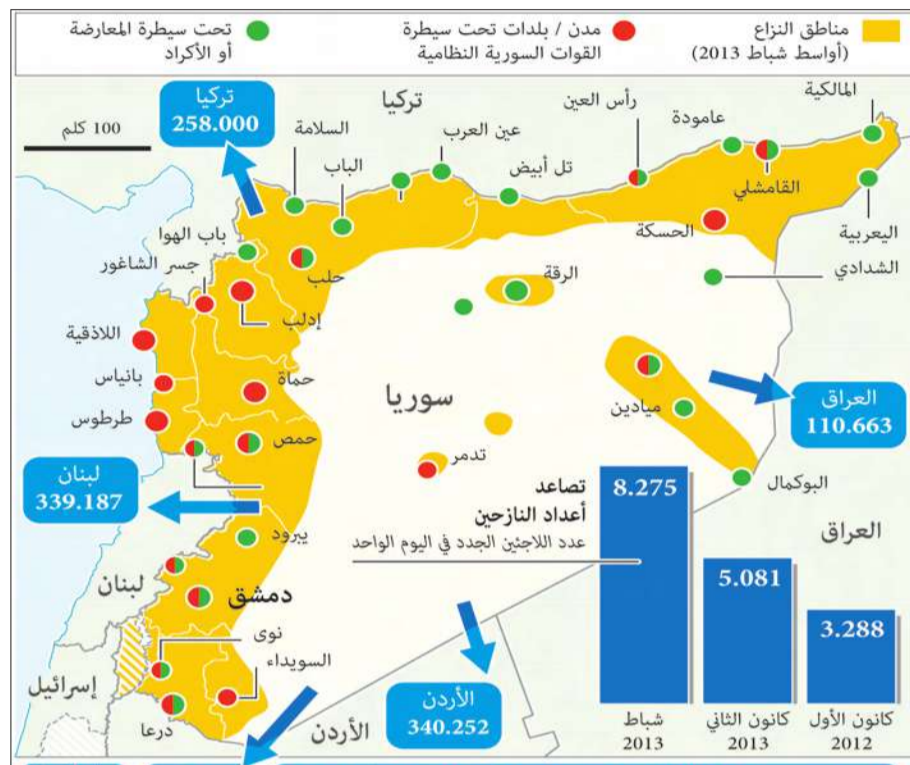 مناطق النزاع
(أواسط شباط 2013)
مدن / بلدات تحت سيطرة
القوات السورية النظامية
تحت سيطرة المعارضة
أو الأكراد
100 كلم
تركيا
258.000
تركيا
السلامة
الباب
عين العرب
تل أبيض
رأس العين
عامودة
المالكية
القامشلي
اليعربية
الحسكة
الشدادي
باب الهوا
جسر الشاغور
حلب
إدلب
الرقة
اللاذقية
بانياس
حماة
طرطوس
حمص
سوريا
تدمر
ميادين
العراق
110.663
البوكمال
العراق
لبنان
339.187
يبرود
لبنان
دمشق
نوى
السويداء
إسرائيل
درعا
الأردن
الأردن
340.252
تصاعد
أعداد النازحين
عدد اللاجئين الجدد في اليوم الواحد
8.275
5.081
3.288
شباط
2013
كانون الثاني
2013
كانون الأول
2012